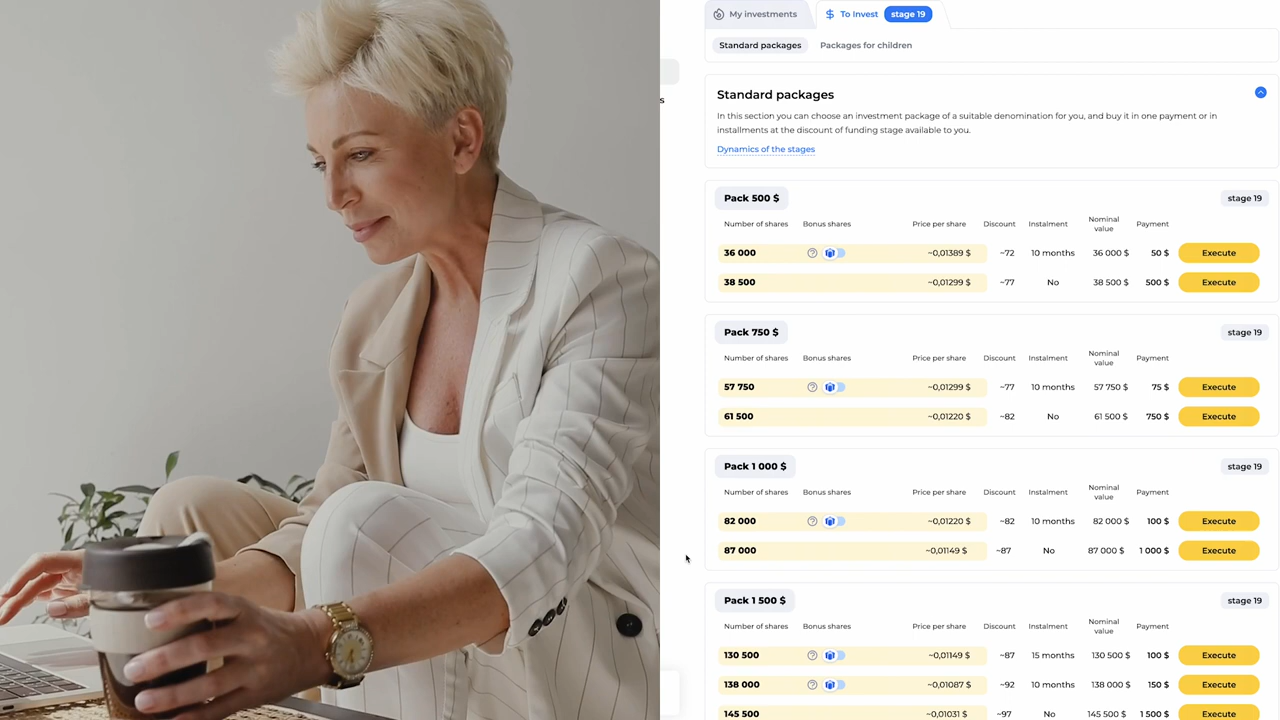 My investments
To Invest stage 19
Standard packages Packages for children
s
Standard packages
In this section you can choose an investment package of a suitable denomination for you, and buy it in one payment or in
installments at the discount of funding stage available to you.
Dynamics of the stages
Pack 500 $ stage 19
Number of shares Bonus shares Price per share Discount Instalment Nominal value Payment
36 000 ~0,01389 $ ~72 10 months 36 000 $ 50 $ Execute
38 500 ~0,01299 $ ~77 No 38 500 $ 500 $ Execute
Pack 750 $ stage 19
Number of shares Bonus shares Price per share Discount Instalment Nominal value Payment
57 750 ~0,01299 $ ~77 10 months 57 750 $ 75 $ Execute
61 500 ~0,01220 $ ~82 No 61 500 $ 750 $ Execute
Pack 1 000 $ stage 19
Number of shares Bonus shares Price per share Discount Instalment Nominal value Payment
82 000 ~0,01220 $ ~82 10 months 82 000 $ 100 $ Execute
87 000 ~0,01149 $ ~87 No 87 000 $ 1 000 $ Execute
Pack 1 500 $ stage 19
Number of shares Bonus shares Price per share Discount Instalment Nominal value Payment
130 500 ~0,01149 $ ~87 15 months 130 500 $ 100 $ Execute
138 000 ~0,01087 $ ~92 10 months 138 000 $ 150 $ Execute
145 500 ~0,01031 $ ~97 No 145 500 $ 1 500 $ Execute